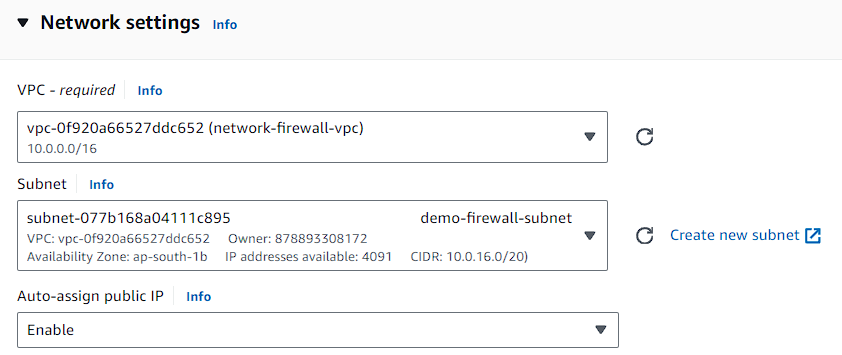 Network settings Info
VPC - required Info
vpc-0f920a66527ddc652 (network-firewall-vpc)
10.0.0.0/16
Subnet Info
subnet-077b168a04111c895 demo-firewall-subnet
VPC: vpc-0f920a66527ddc652 Owner: 878893308172
Availability Zone: ap-south-1b IP addresses available: 4091 CIDR: 10.0.16.0/20)
Create new subnet
Auto-assign public IP Info
Enable